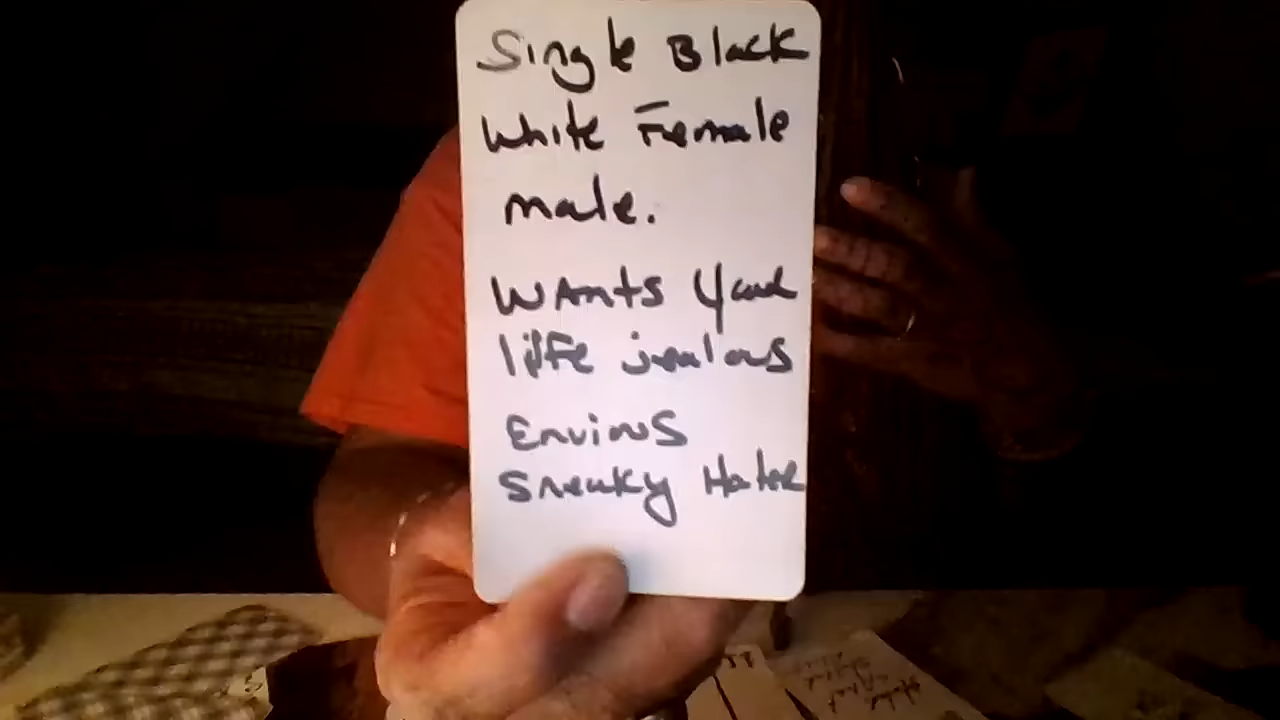 Single Black
White Female
male.
WAnts your
life jealous
Envious
Sneaky Hater